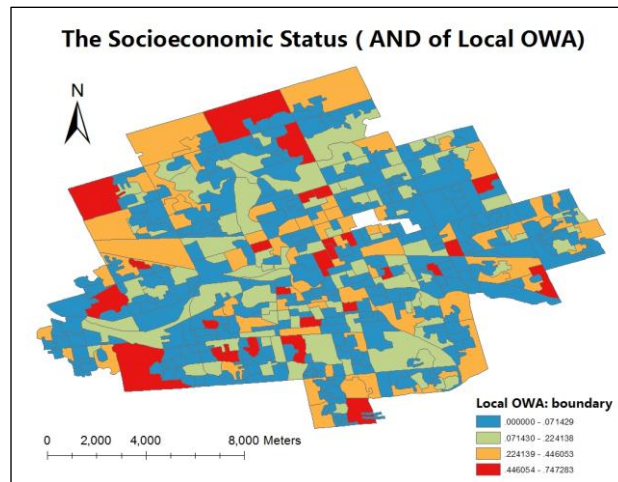 The Socioeconomic Status ( AND of Local OWA)
N
Local OWA: boundary
.000000 - .071429
.071430 - .224138
.224139 - .446053
.446054 - .747283
0 2,000 4,000 8,000 Meters